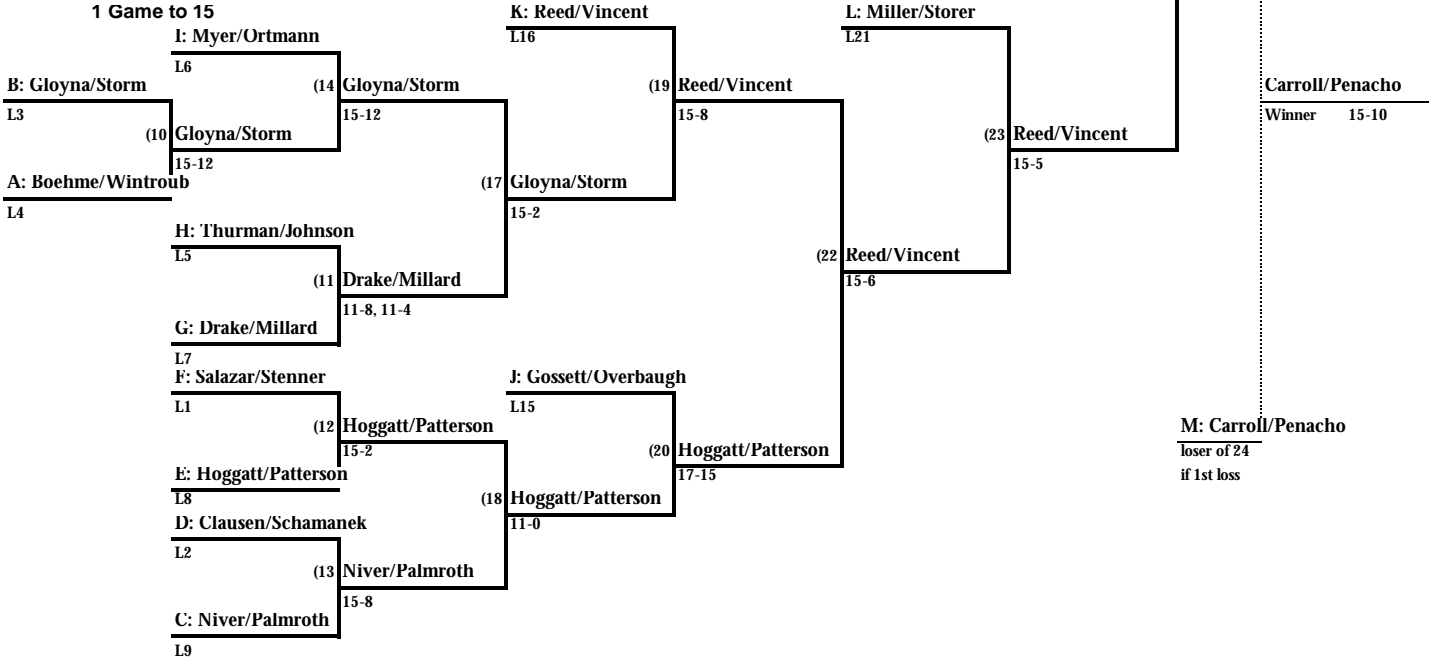 1 Game to 15
K: Reed/Vincent
L: Miller/Storer
I: Myer/Ortmann
L16
L21
L6
B: Gloyna/Storm
(14 Gloyna/Storm
(19 Reed/Vincent
Carroll/Penacho
L3
15-12
15-8
Winner 15-10
(10 Gloyna/Storm
(23 Reed/Vincent
15-12
15-5
A: Boehme/Wintroub
(17 Gloyna/Storm
L4
15-2
H: Thurman/Johnson
L5
(22 Reed/Vincent
(11 Drake/Millard
15-6
11-8, 11-4
G: Drake/Millard
L7
F: Salazar/Stenner
J: Gossett/Overbaugh
L1
L15
(12 Hoggatt/Patterson
M: Carroll/Penacho
15-2
(20 Hoggatt/Patterson
loser of 24
E: Hoggatt/Patterson
17-15
if 1st loss
L8
(18 Hoggatt/Patterson
D: Clausen/Schamanek
11-0
L2
(13 Niver/Palmroth
15-8
C: Niver/Palmroth
L9